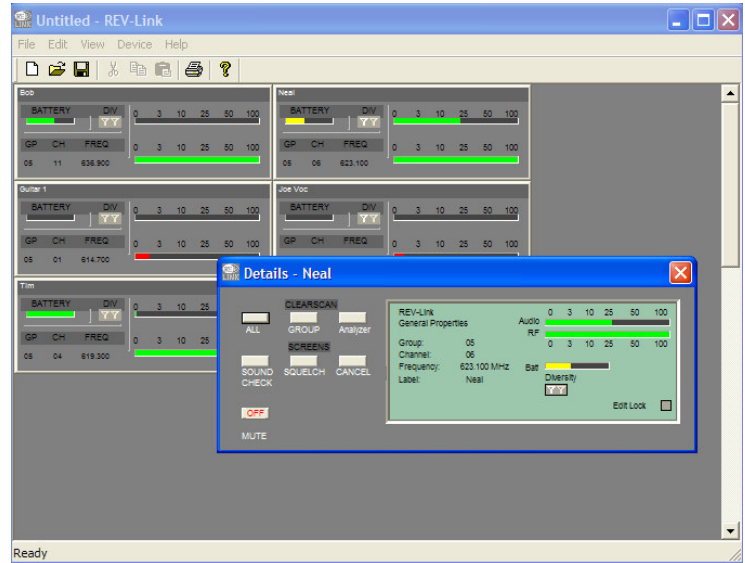 REV LINK Untitled - REV-Link
File Edit View Device Help
Bob
BATTERY DIV 0 3 10 25 50 100
Y Y
GP CH FREQ 0 3 10 25 50 100
05 11 636.900
Neal
BATTERY DIV 0 3 10 25 50 100
Y Y
GP CH FREQ 0 3 10 25 50 100
05 06 623.100
Guitar 1
BATTERY DIV 0 3 10 25 50 100
Y Y
GP CH FREQ 0 3 10 25 50 100
05 01 614.700
Joe Voc
BATTERY DIV 0 3 10 25 50 100
Y Y
GP CH FREQ 0 3 10 25 50 100
Tim
BATTERY DIV 0 3 10 25
Y Y
GP CH FREQ 0 3 10 25
05 04 619.300
Details - Neal
CLEARSCAN
ALL GROUP Analyzer
SCREENS
SOUND CHECK SQUELCH CANCEL
OFF
MUTE
REV-Link
General Properties
Audio 0 3 10 25 50 100
RF 0 3 10 25 50 100
Group: 05
Channel: 06
Frequency: 623.100 MHz
Label: Neal
Bat
Diversity
Y Y
Edit Lock
Ready